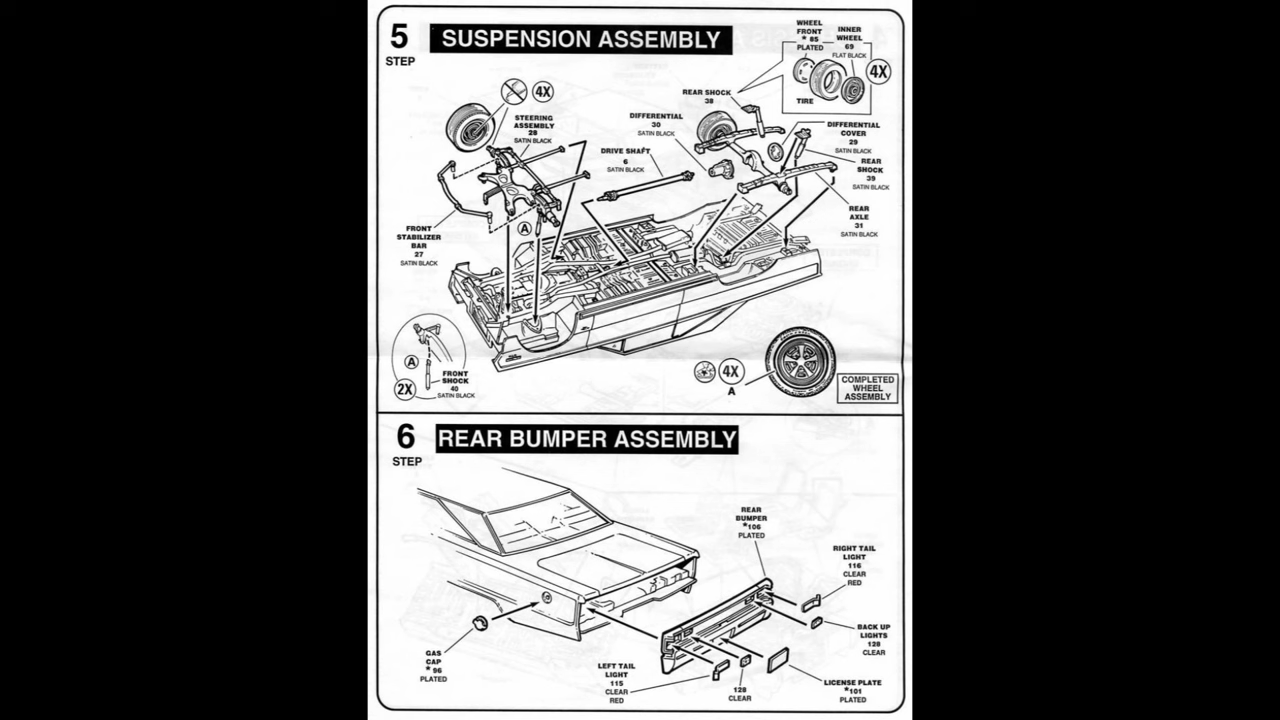 5
STEP
SUSPENSION ASSEMBLY
WHEEL
FRONT
* 85
PLATED
INNER
WHEEL
69
FLAT BLACK
4X
TIRE
4X
STEERING
ASSEMBLY
28
SATIN BLACK
REAR SHOCK
38
DIFFERENTIAL
30
SATIN BLACK
DRIVE SHAFT
6
SATIN BLACK
DIFFERENTIAL
COVER
29
SATIN BLACK
REAR
SHOCK
39
SATIN BLACK
REAR
AXLE
31
SATIN BLACK
A
FRONT
STABILIZER
BAR
27
SATIN BLACK
A
2X
FRONT
SHOCK
40
SATIN BLACK
4X
A
COMPLETED
WHEEL
ASSEMBLY
6
STEP
REAR BUMPER ASSEMBLY
REAR
BUMPER
*106
PLATED
RIGHT TAIL
LIGHT
116
CLEAR
RED
BACK UP
LIGHTS
128
CLEAR
GAS
CAP
* 96
PLATED
LEFT TAIL
LIGHT
115
CLEAR
RED
128
CLEAR
LICENSE PLATE
*101
PLATED